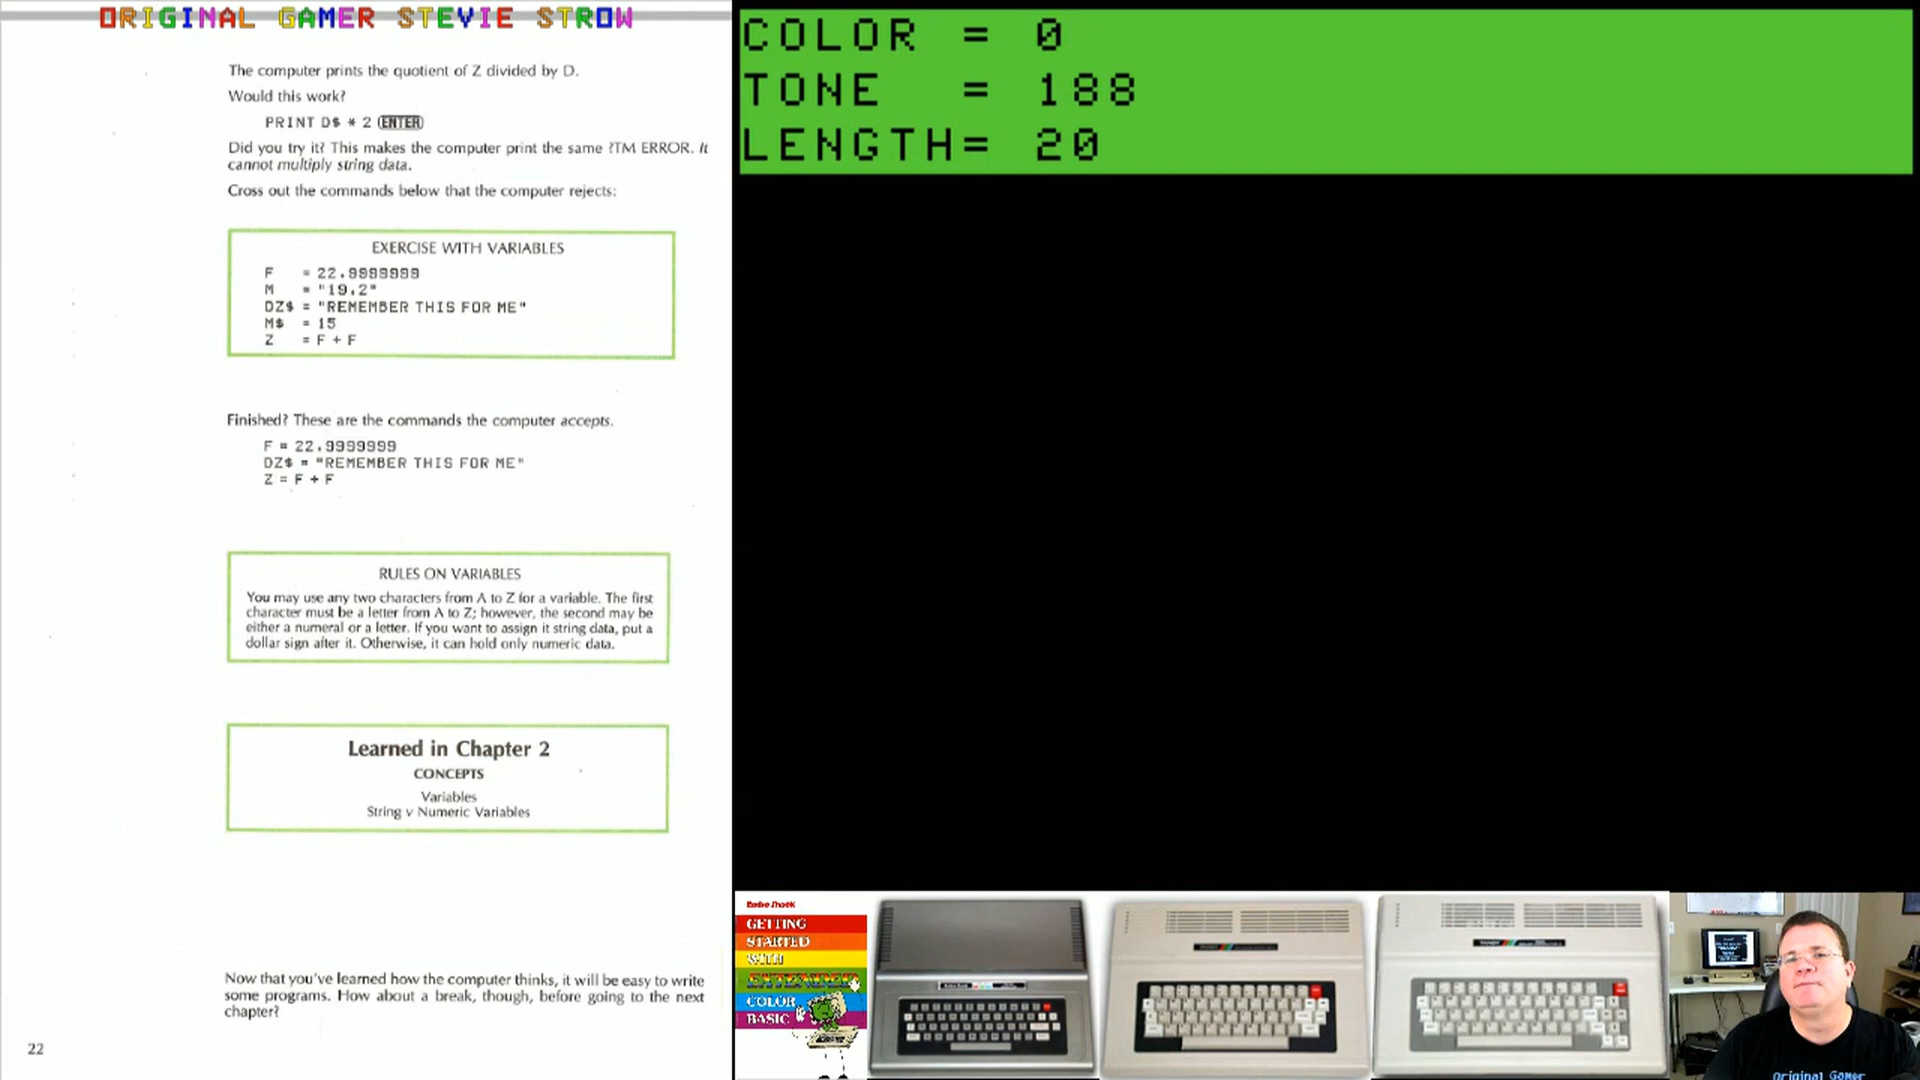 ORIGINAL GAMER STEVIE STROW
The computer prints the quotient of Z divided by D.
Would this work?
PRINT D$ * 2 (ENTER)
Did you try it? This makes the computer print the same ?TM ERROR. It
cannot multiply string data.
Cross out the commands below that the computer rejects:
EXERCISE WITH VARIABLES
F = 22.9999999
M = "19.2"
DZ$ = "REMEMBER THIS FOR ME"
M$ = 15
Z = F + F
Finished? These are the commands the computer accepts.
F = 22.9999999
DZ$ = "REMEMBER THIS FOR ME"
Z = F + F
RULES ON VARIABLES
You may use any two characters from A to Z for a variable. The first
character must be a letter from A to Z; however, the second may be
either a numeral or a letter. If you want to assign it string data, put a
dollar sign after it. Otherwise, it can hold only numeric data.
Learned in Chapter 2
CONCEPTS
Variables
String v Numeric Variables
Now that you've learned how the computer thinks, it will be easy to write
some programs. How about a break, though, before going to the next
chapter?
22
COLOR = 0
TONE = 188
LENGTH= 20
Radio Shack
GETTING
STARTED
WITH
EXTENDED
COLOR
BASIC
Original Gamer